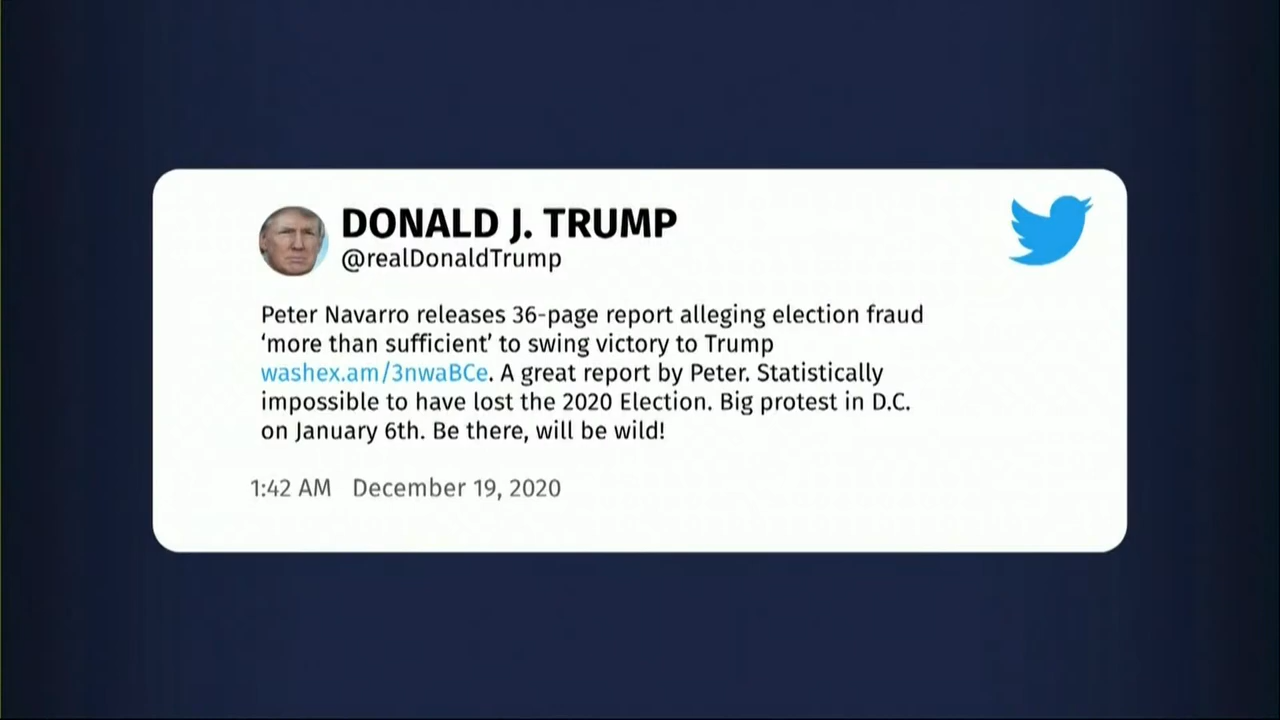 DONALD J. TRUMP
@realDonaldTrump
Peter Navarro releases 36-page report alleging election fraud
‘more than sufficient’ to swing victory to Trump
washex.am/3nwaBCe. A great report by Peter. Statistically
impossible to have lost the 2020 Election. Big protest in D.C.
on January 6th. Be there, will be wild!
1:42 AM December 19, 2020